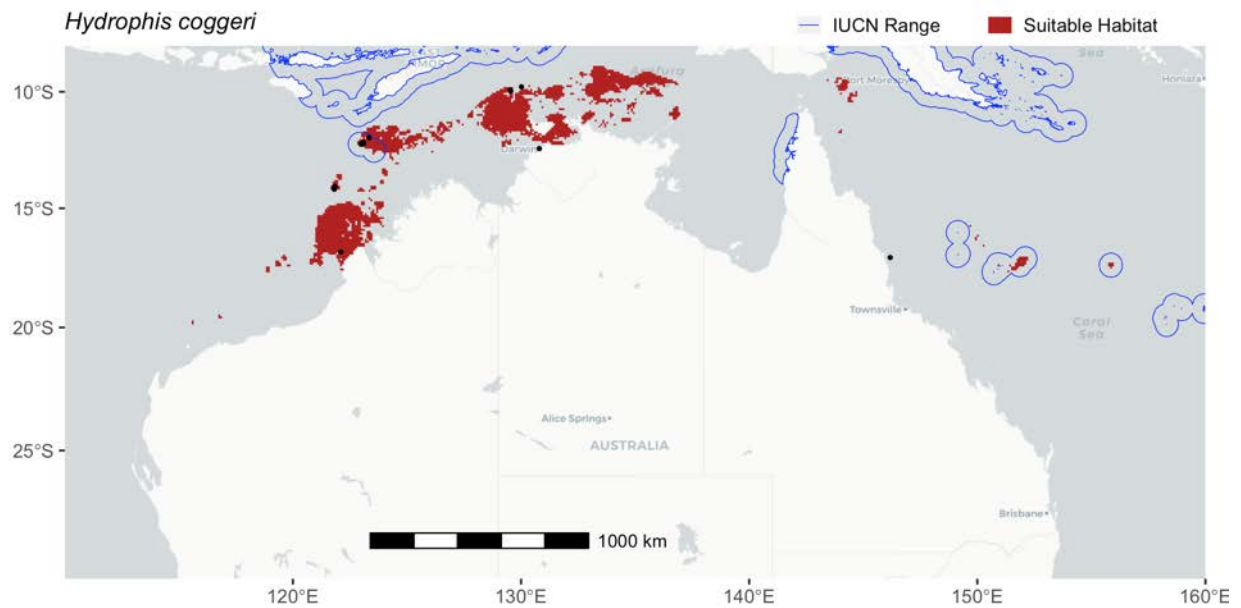 Hydrophis coggeri
IUCN Range
Suitable Habitat
Sea
Arafura
Port Moresby
Honiara
10°S
Darwin
15°S
Townsville
20°S
Coral
Sea
Alice Springs
AUSTRALIA
25°S
Brisbane
1000 km
120°E
130°E
140°E
150°E
160°E